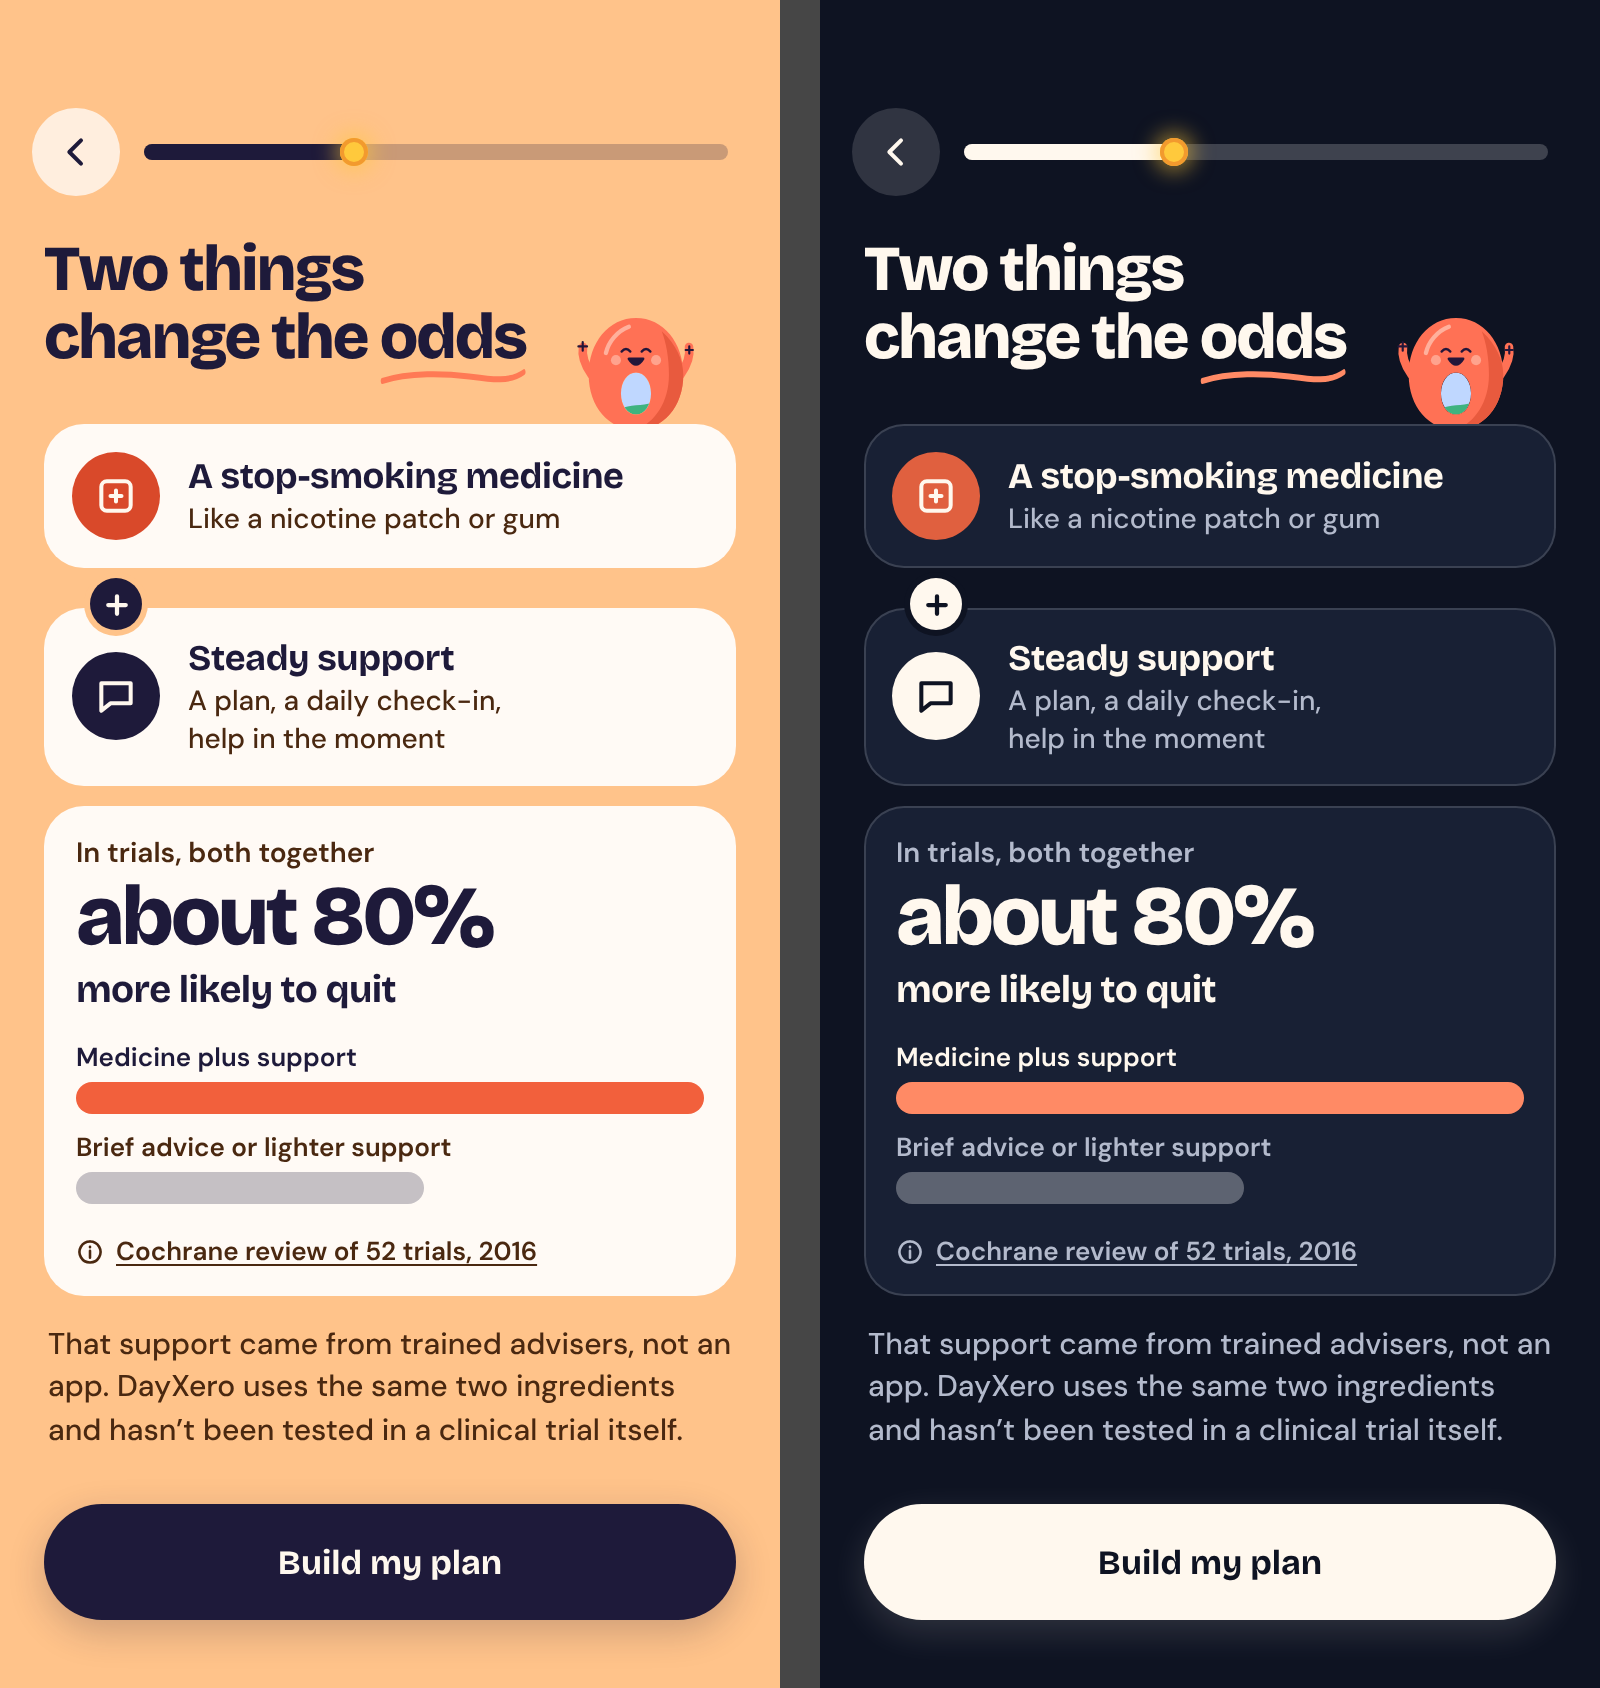 Two things
change the odds
A stop-smoking medicine
Like a nicotine patch or gum
Steady support
A plan, a daily check-in,
help in the moment
In trials, both together
about 80%
more likely to quit
Medicine plus support
Brief advice or lighter support
Cochrane review of 52 trials, 2016
That support came from trained advisers, not an
app. DayXero uses the same two ingredients
and hasn’t been tested in a clinical trial itself.
Build my plan
Two things
change the odds
A stop-smoking medicine
Like a nicotine patch or gum
Steady support
A plan, a daily check-in,
help in the moment
In trials, both together
about 80%
more likely to quit
Medicine plus support
Brief advice or lighter support
Cochrane review of 52 trials, 2016
That support came from trained advisers, not an
app. DayXero uses the same two ingredients
and hasn’t been tested in a clinical trial itself.
Build my plan